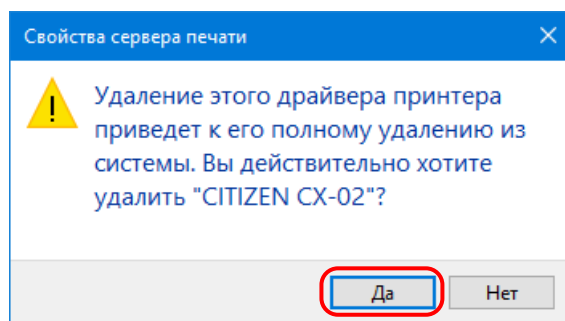 Свойства сервера печати
Удаление этого драйвера принтера
приведет к его полному удалению из
системы. Вы действительно хотите
удалить "CITIZEN CX-02"?
Да
Нет